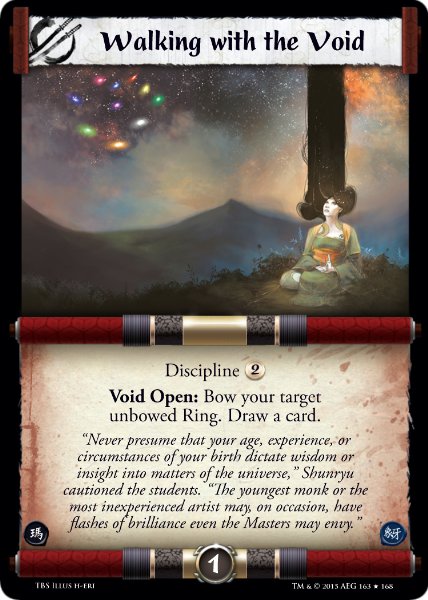 Walking with the Void
Discipline 2
Void Open: Bow your target
unbowed Ring. Draw a card.
“Never presume that your age, experience, or
circumstances of your birth dictate wisdom or
insight into matters of the universe,” Shunryu
cautioned the students. “The youngest monk or the
most inexperienced artist may, on occasion, have
flashes of brilliance even the Masters may envy.”
瑪
1
TBS ILLUS H-ERI
TM & © 2015 AEG 163 ★ 168